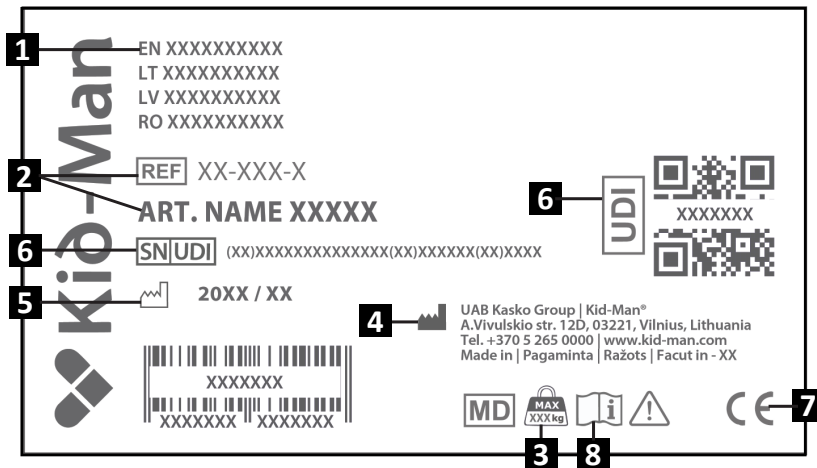 1
EN XXXXXXXXXX
LT XXXXXXXXXX
LV XXXXXXXXXX
RO XXXXXXXXXX
Kid-Man
2
REF XX-XXX-X
ART. NAME XXXXX
6
SN UDI (XX)XXXXXXXXXXXXXX(XX)XXXXXX(XX)XXXX
5
20XX / XX
XXXXXXX
XXXXXXX XXXXXXX
6
UDI
XXXXXXX
4
UAB Kasko Group | Kid-Man®
A.Vivulskio str. 12D, 03221, Vilnius, Lithuania
Tel. +370 5 265 0000 | www.kid-man.com
Made in | Pagaminta | Ražots | Facut in - XX
MD
MAX
XXX kg
i
!
CE
7
3
8